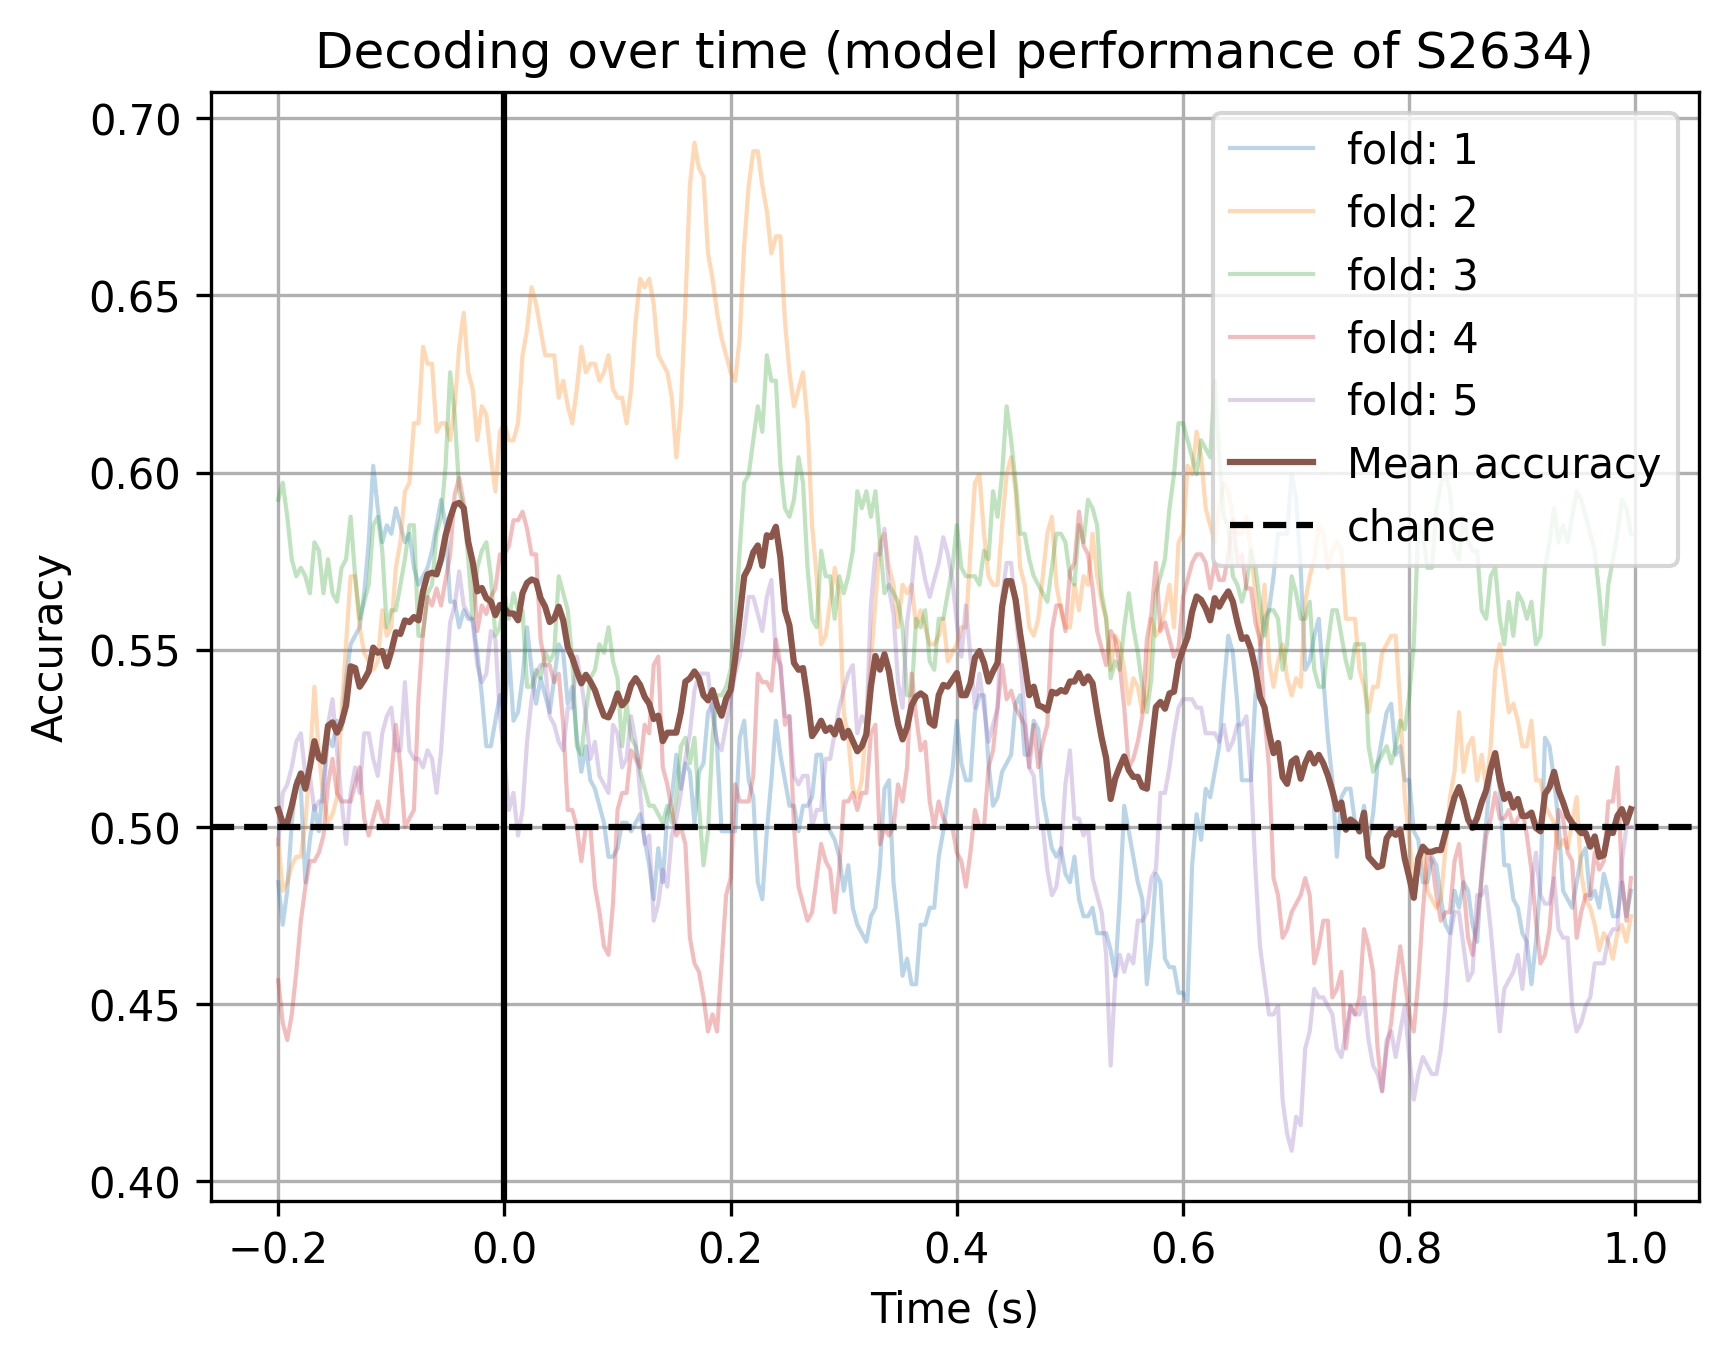 Decoding over time (model performance of S2634)
Accuracy
0.70
0.65
0.60
0.55
0.50
0.45
0.40
fold: 1
fold: 2
fold: 3
fold: 4
fold: 5
Mean accuracy
chance
−0.2
0.0
0.2
0.4
0.6
0.8
1.0
Time (s)